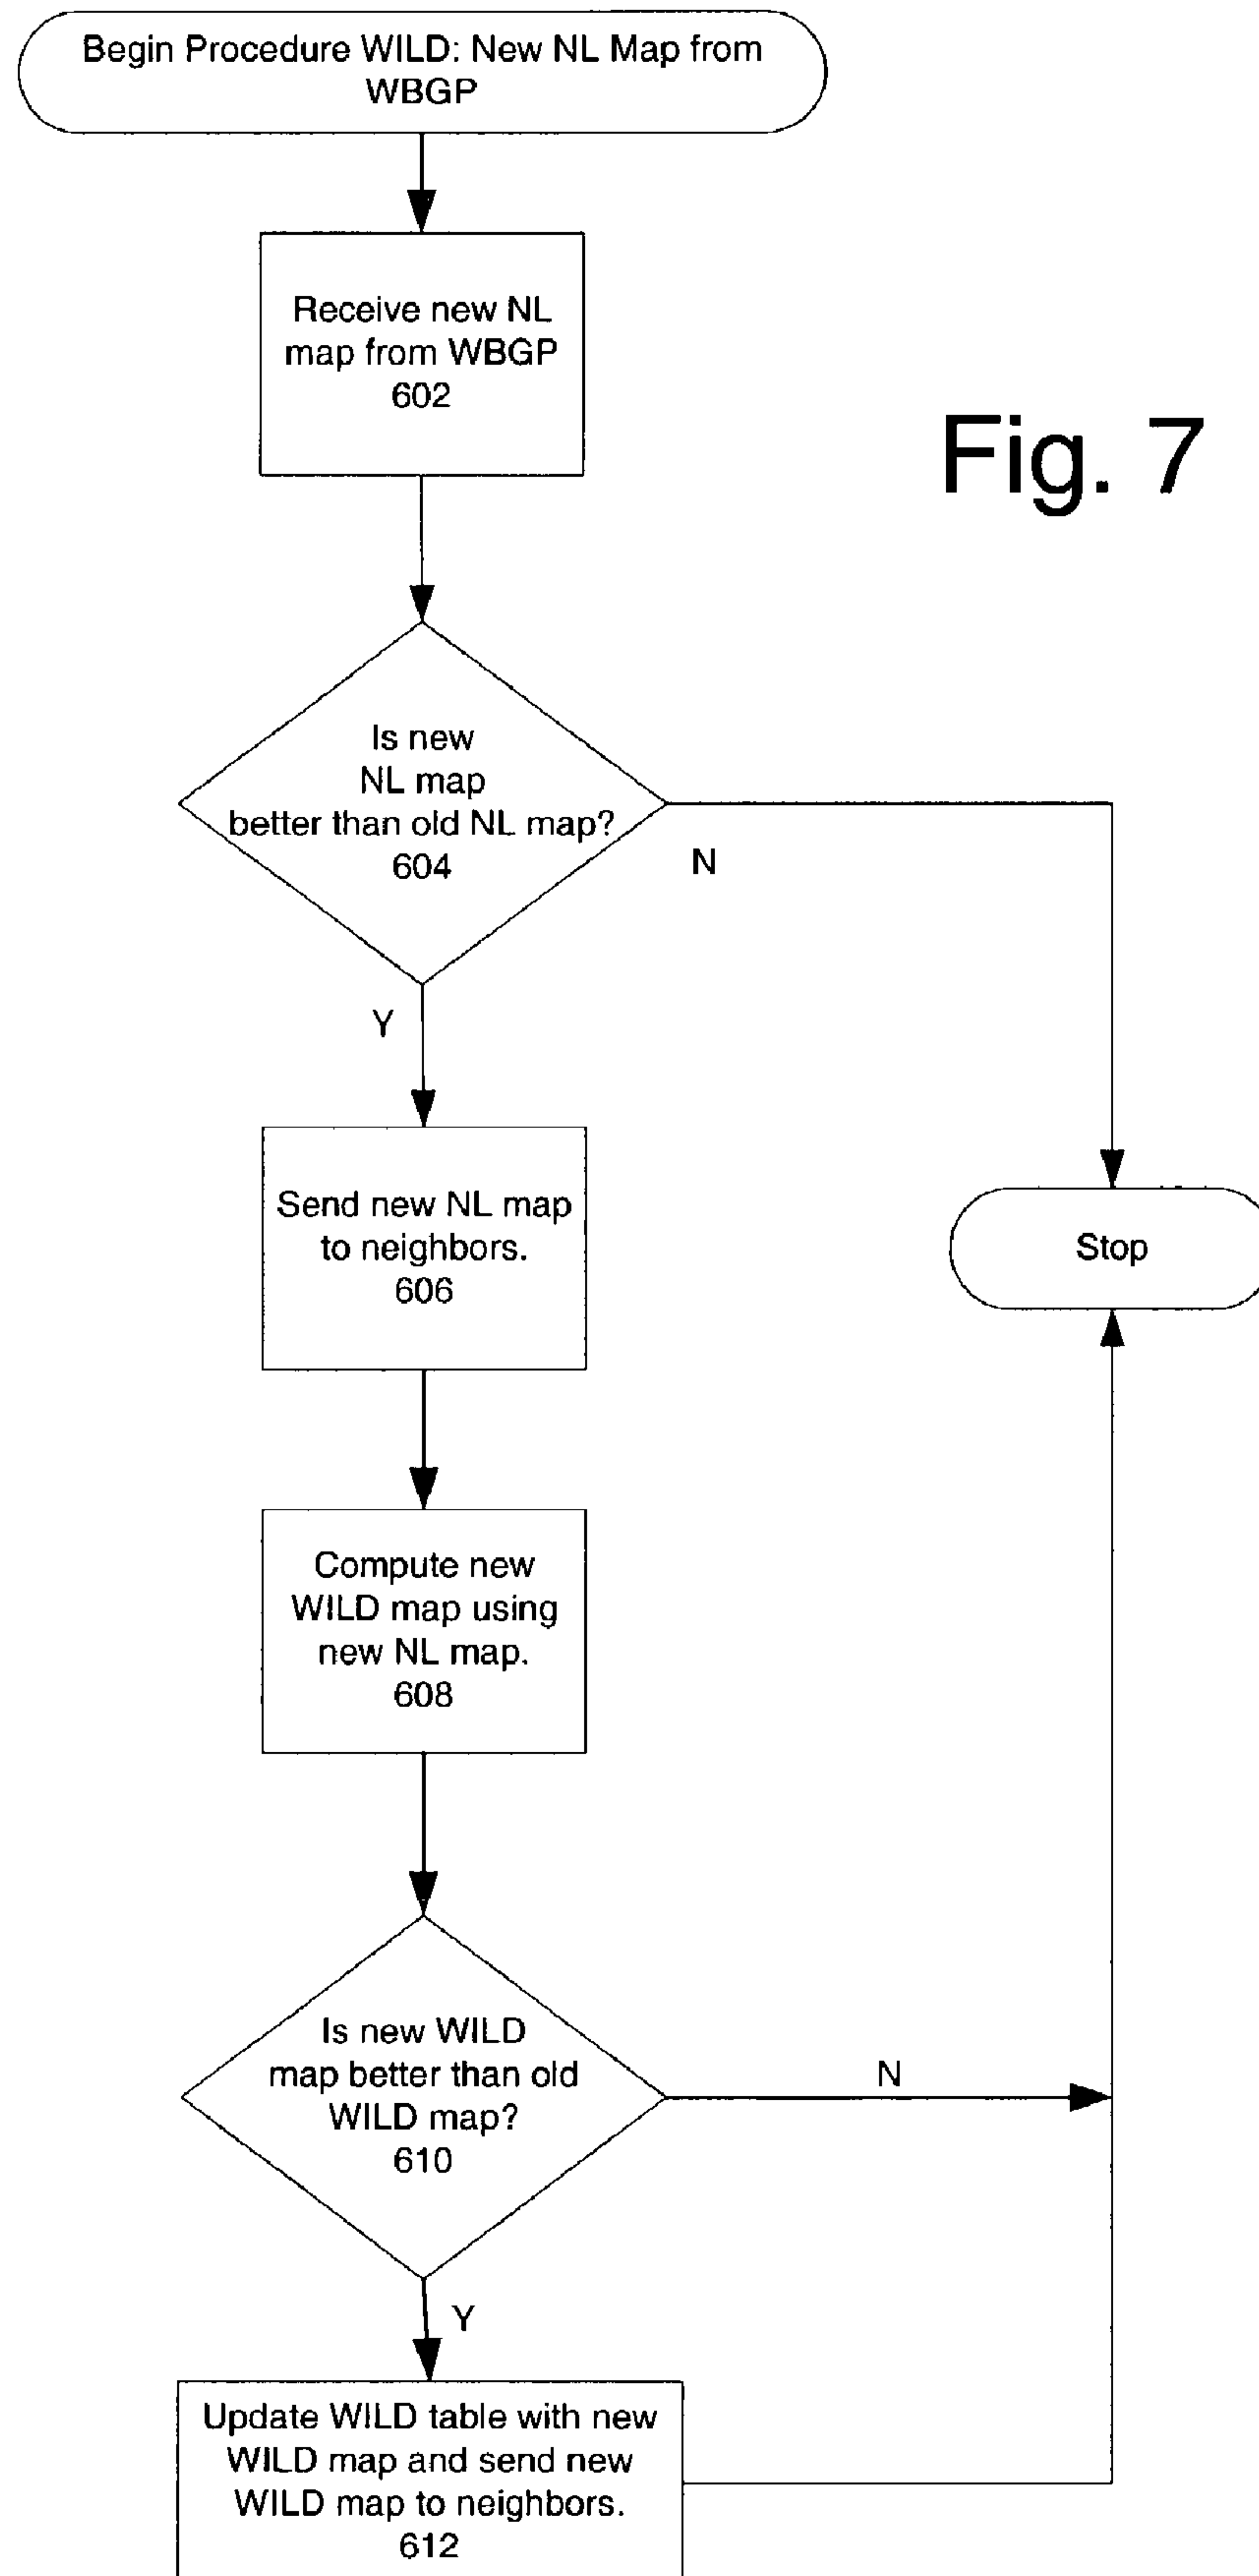 Begin Procedure WILD: New NL Map from
WBGP
Receive new NL
map from WBGP
602
Fig. 7
Is new
NL map
better than old NL map?
604
N
Y
Send new NL map
to neighbors.
606
Stop
Compute new
WILD map using
new NL map.
608
Is new WILD
map better than old
WILD map?
610
N
Y
Update WILD table with new
WILD map and send new
WILD map to neighbors.
612